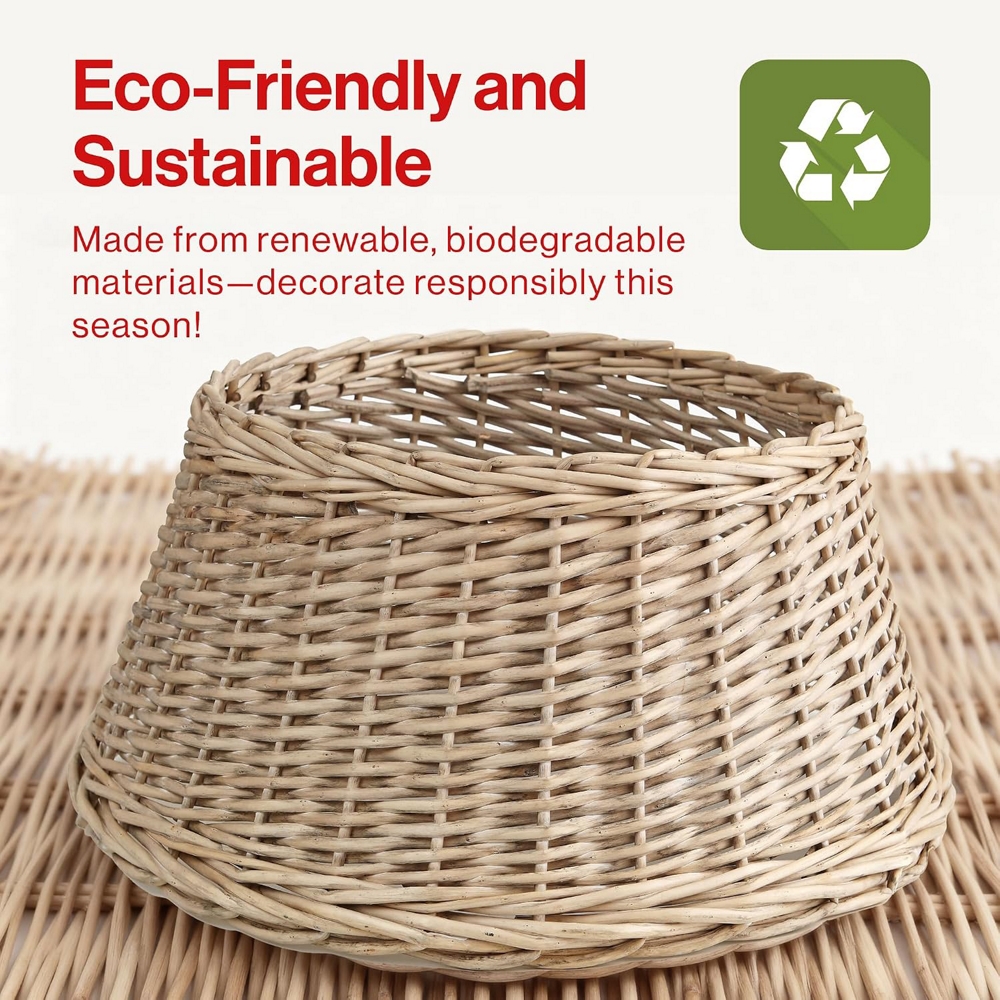 Eco-Friendly and
Sustainable
Made from renewable, biodegradable
materials—decorate responsibly this
season!